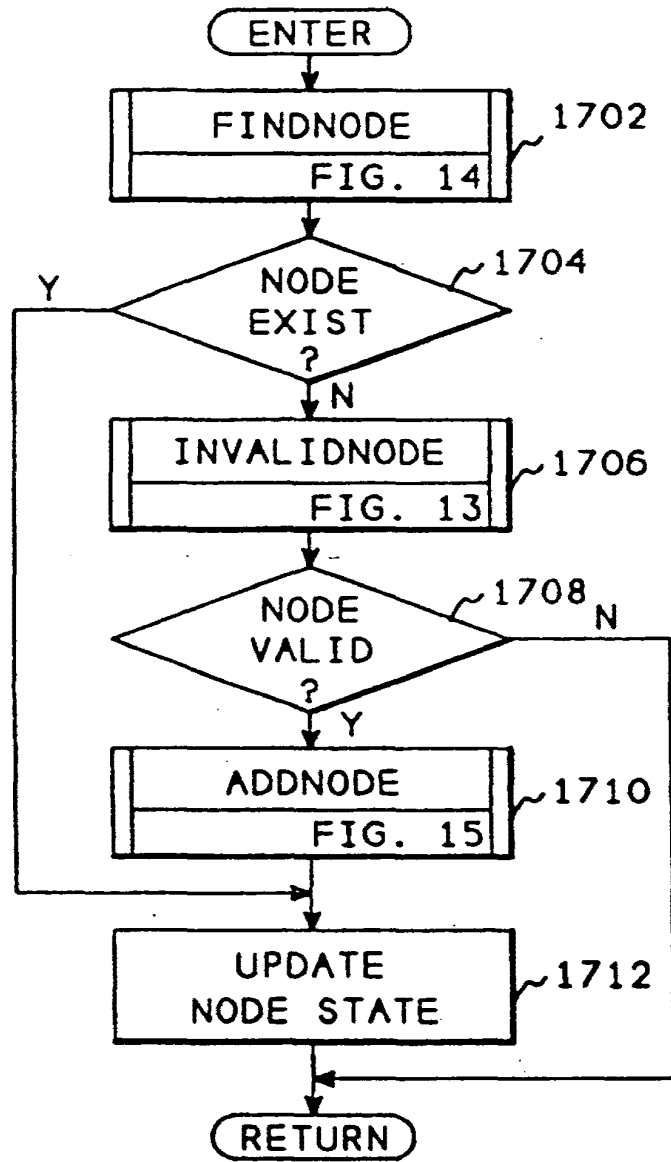 ENTER
FINDNODE
FIG. 14
1702
NODE
EXIST
?
1704
Y
N
INVALIDNODE
FIG. 13
1706
NODE
VALID
?
1708
N
Y
ADDNODE
FIG. 15
1710
UPDATE
NODE STATE
1712
RETURN